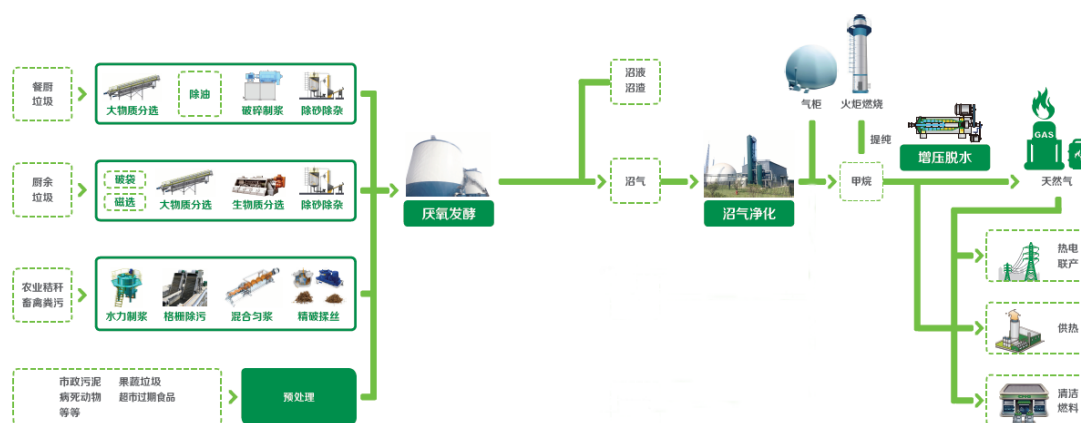 餐厨
垃圾
大物质分选
除油
破碎制浆
除砂除杂
厨余
垃圾
破袋
磁选
大物质分选
生物质分选
除砂除杂
农业秸秆
畜禽粪污
水力制浆
格栅除污
混合匀浆
精破揉丝
市政污泥 果蔬垃圾
病死动物 超市过期食品
等等
预处理
厌氧发酵
沼液
沼渣
沼气
沼气净化
气柜
火炬燃烧
提纯
甲烷
增压脱水
GAS
天然气
热电
联产
供热
清洁
燃料